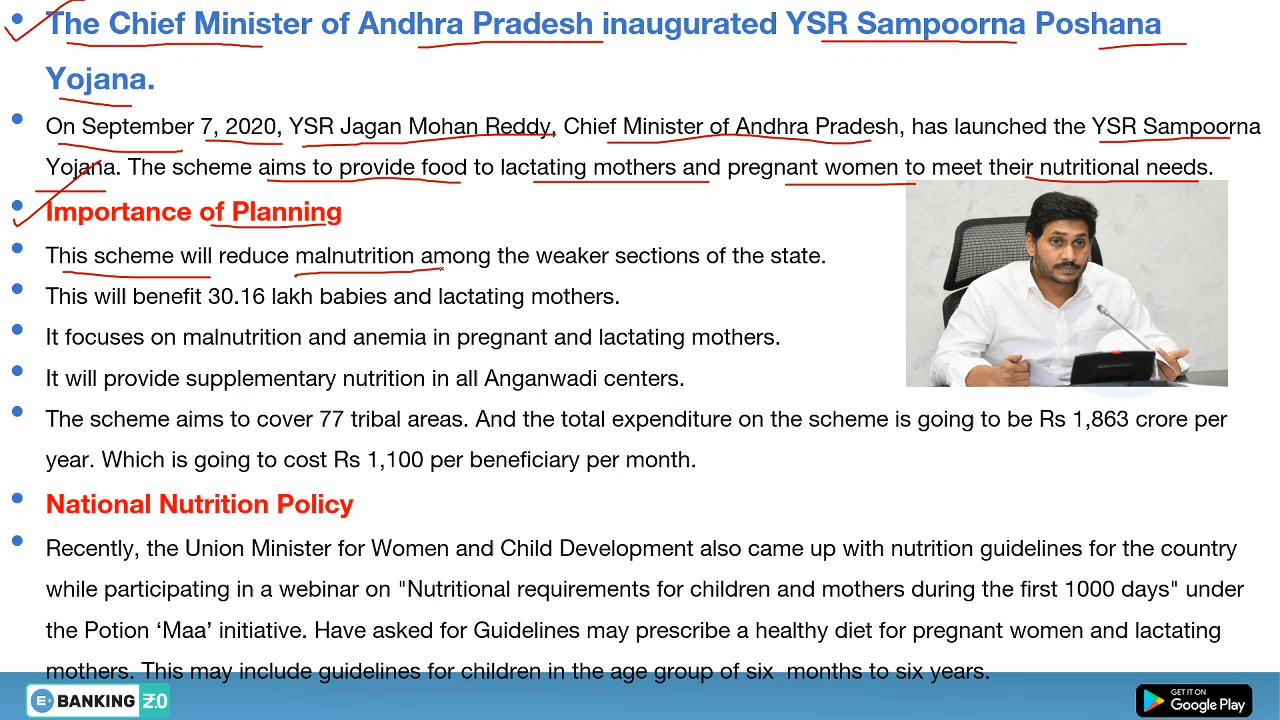 The Chief Minister of Andhra Pradesh inaugurated YSR Sampoorna Poshana
Yojana.
On September 7, 2020, YSR Jagan Mohan Reddy, Chief Minister of Andhra Pradesh, has launched the YSR Sampoorna
Yojana. The scheme aims to provide food to lactating mothers and pregnant women to meet their nutritional needs.
Importance of Planning
This scheme will reduce malnutrition among the weaker sections of the state.
This will benefit 30.16 lakh babies and lactating mothers.
It focuses on malnutrition and anemia in pregnant and lactating mothers.
It will provide supplementary nutrition in all Anganwadi centers.
The scheme aims to cover 77 tribal areas. And the total expenditure on the scheme is going to be Rs 1,863 crore per
year. Which is going to cost Rs 1,100 per beneficiary per month.
National Nutrition Policy
Recently, the Union Minister for Women and Child Development also came up with nutrition guidelines for the country
while participating in a webinar on "Nutritional requirements for children and mothers during the first 1000 days" under
the Potion ‘Maa’ initiative. Have asked for Guidelines may prescribe a healthy diet for pregnant women and lactating
mothers. This may include guidelines for children in the age group of six months to six years.
E BANKING ₹.0
GET IT ON
Google Play